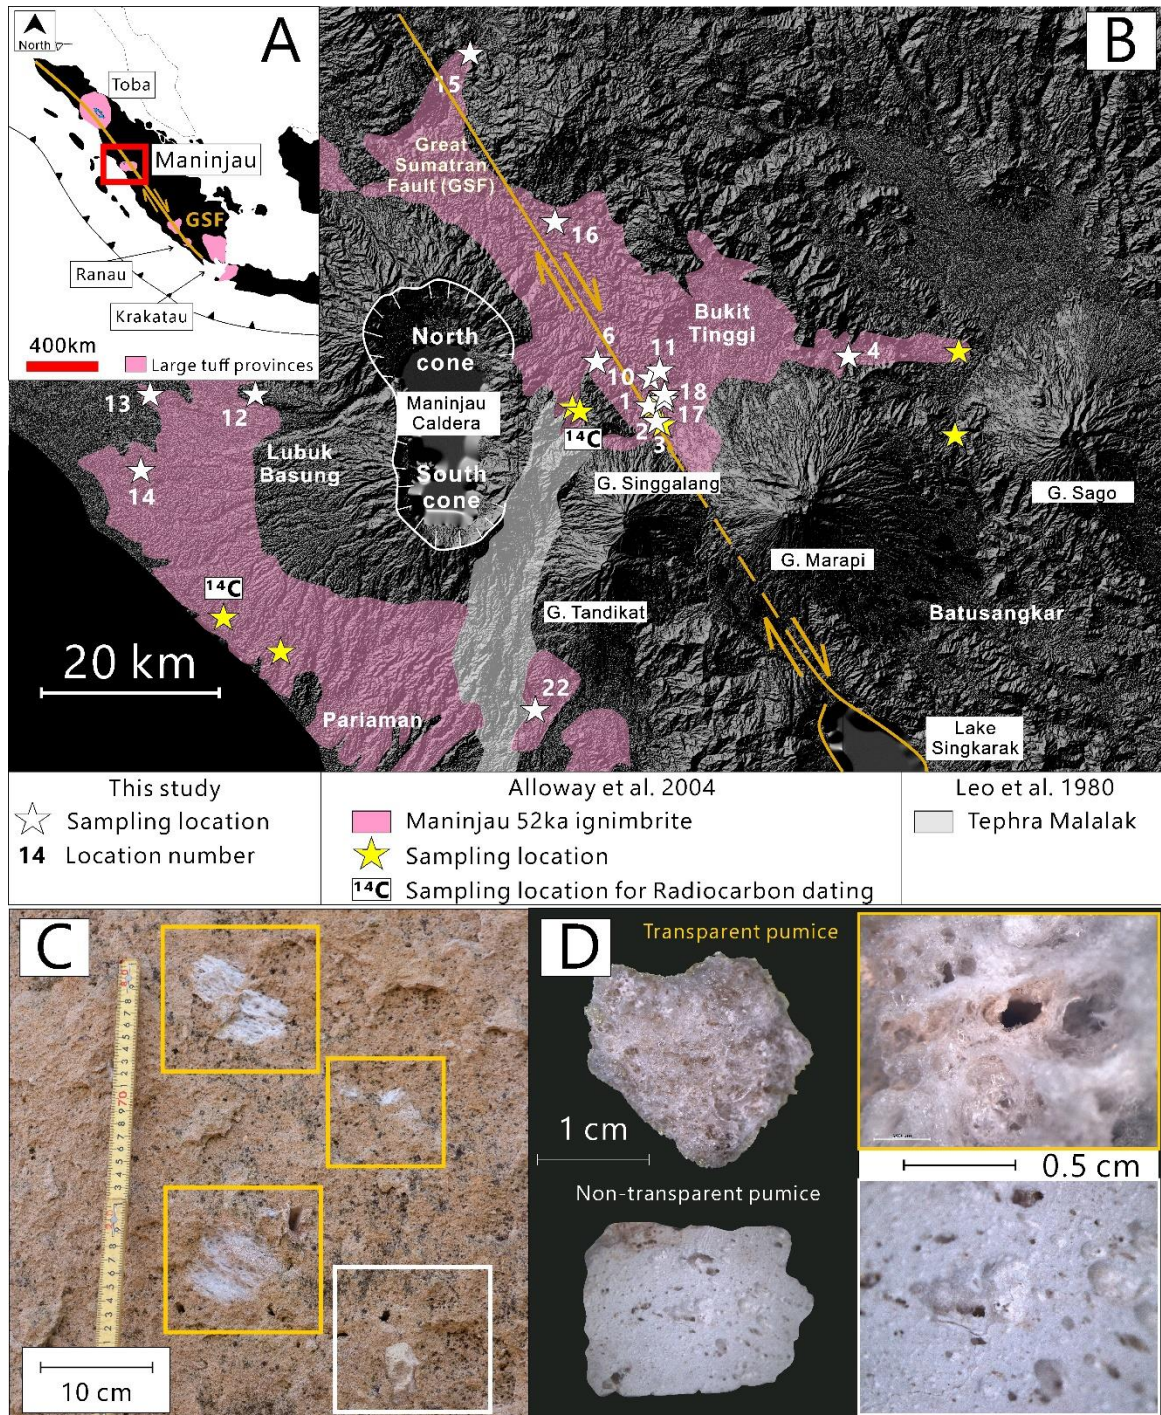 A
North
Toba
Maninjau
GSF
Ranau
Krakatau
400km
Large tuff provinces
B
15
Great
Sumatran
Fault (GSF)
16
North
cone
Maninjau
Caldera
South
cone
6
11
10
18
1
17
2
3
Bukit
Tinggi
4
13
12
14
Lubuk
Basung
¹⁴C
G. Singgalang
G. Sago
G. Marapi
¹⁴C
G. Tandikat
Batusangkar
20 km
22
Pariaman
Lake
Singkarak
This study
Sampling location
14 Location number
Alloway et al. 2004
Maninjau 52ka ignimbrite
Sampling location
¹⁴C Sampling location for Radiocarbon dating
Leo et al. 1980
Tephra Malalak
C
70
10 cm
D
Transparent pumice
1 cm
0.5 cm
Non-transparent pumice